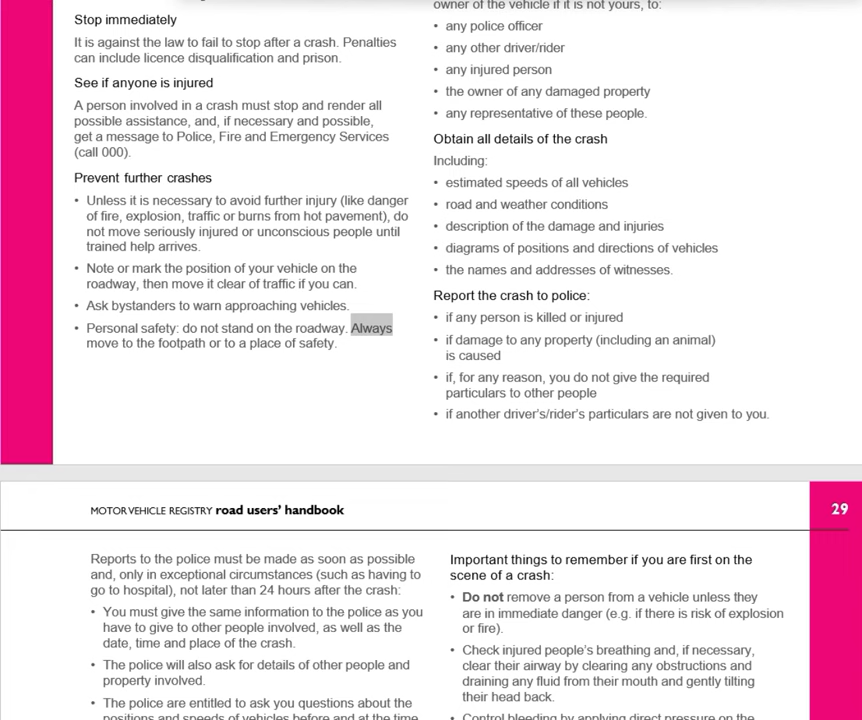 Stop immediately
It is against the law to fail to stop after a crash. Penalties
can include licence disqualification and prison.
See if anyone is injured
A person involved in a crash must stop and render all
possible assistance, and, if necessary and possible,
get a message to Police, Fire and Emergency Services
(call 000).
Prevent further crashes
• Unless it is necessary to avoid further injury (like danger
of fire, explosion, traffic or burns from hot pavement), do
not move seriously injured or unconscious people until
trained help arrives.
• Note or mark the position of your vehicle on the
roadway, then move it clear of traffic if you can.
• Ask bystanders to warn approaching vehicles.
• Personal safety: do not stand on the roadway. Always
move to the footpath or to a place of safety.
owner of the vehicle if it is not yours, to:
• any police officer
• any other driver/rider
• any injured person
• the owner of any damaged property
• any representative of these people.
Obtain all details of the crash
Including:
• estimated speeds of all vehicles
• road and weather conditions
• description of the damage and injuries
• diagrams of positions and directions of vehicles
• the names and addresses of witnesses.
Report the crash to police:
• if any person is killed or injured
• if damage to any property (including an animal)
is caused
• if, for any reason, you do not give the required
particulars to other people
• if another driver's/rider's particulars are not given to you.
MOTOR VEHICLE REGISTRY road users' handbook
29
Reports to the police must be made as soon as possible
and, only in exceptional circumstances (such as having to
go to hospital), not later than 24 hours after the crash:
• You must give the same information to the police as you
have to give to other people involved, as well as the
date, time and place of the crash.
• The police will also ask for details of other people and
property involved.
• The police are entitled to ask you questions about the
positions and speeds of vehicles before and at the time
Important things to remember if you are first on the
scene of a crash:
• Do not remove a person from a vehicle unless they
are in immediate danger (e.g. if there is risk of explosion
or fire).
• Check injured people's breathing and, if necessary,
clear their airway by clearing any obstructions and
draining any fluid from their mouth and gently tilting
their head back.
• Control bleeding by applying direct pressure on the